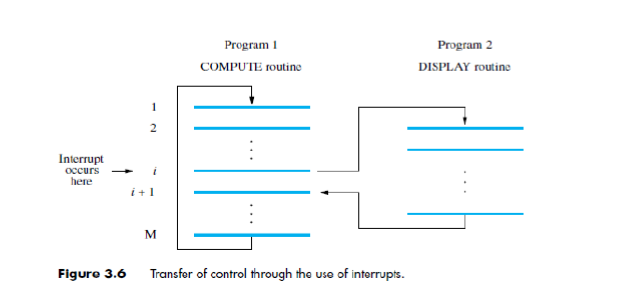 Program 1
Program 2
COMPUTE routine
DISPLAY routine
1
2
Interrupt
occurs
here
i
i + 1
M
Figure 3.6 Transfer of control through the use of interrupts.